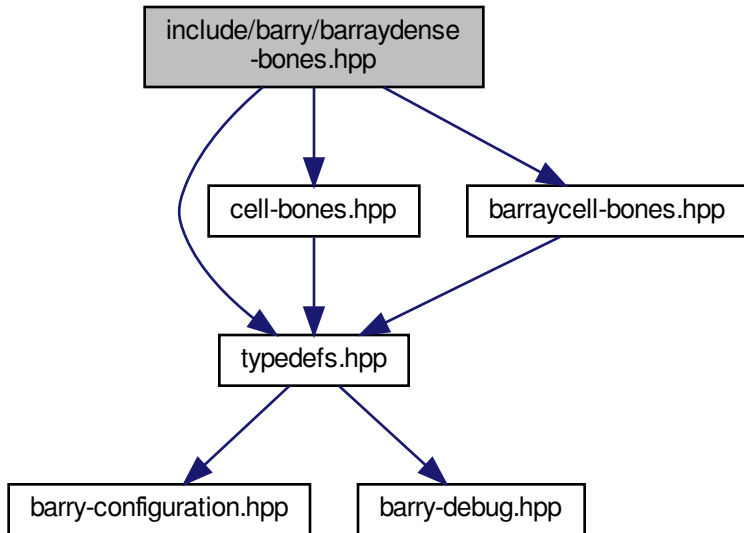 include/barry/barraydense
-bones.hpp
cell-bones.hpp
barraycell-bones.hpp
typedefs.hpp
barry-configuration.hpp
barry-debug.hpp